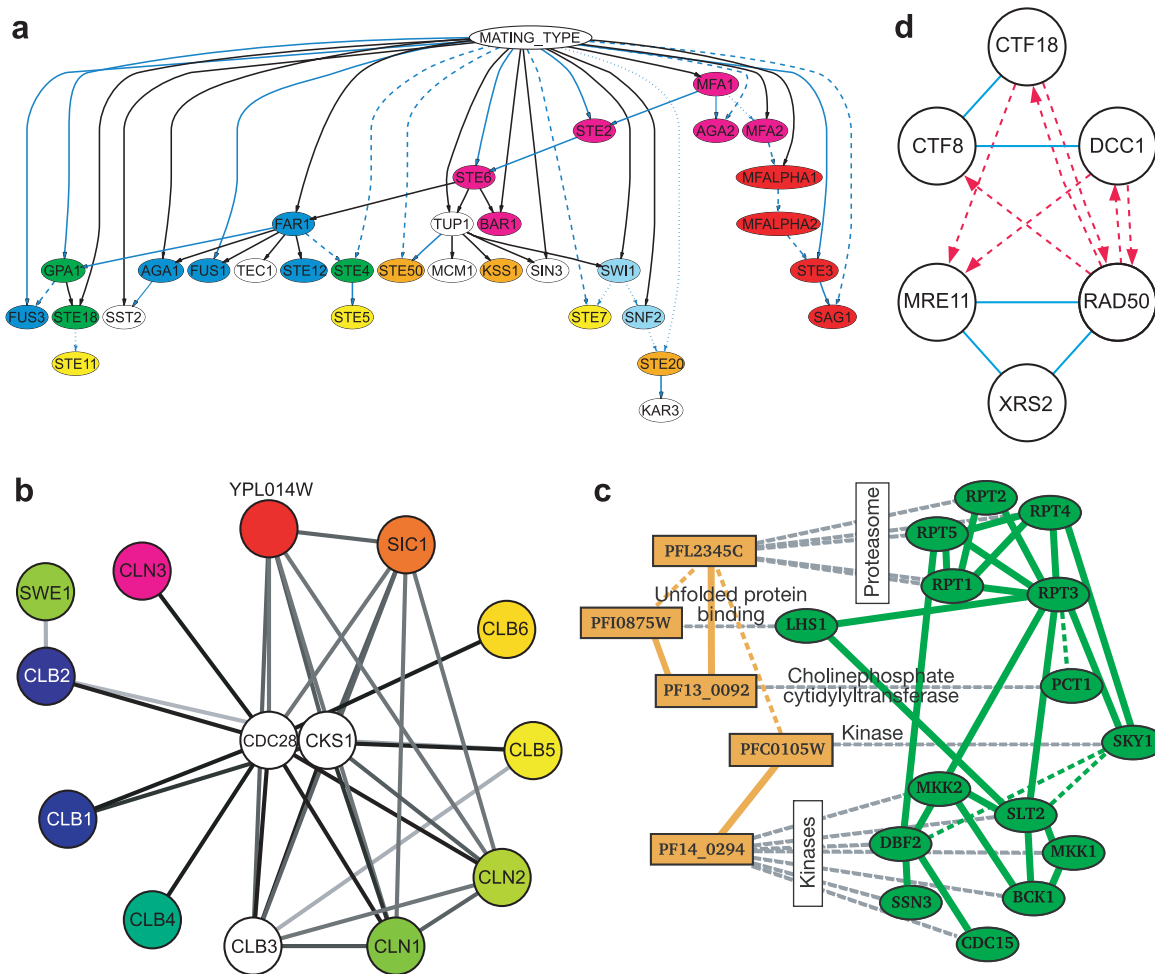 a
MATING_TYPE
MFA1
STE2
AGA2
MFA2
STE6
MFALPHA1
FAR1
TUP1
BAR1
MFALPHA2
GPA1
AGA1
FUS1
TEC1
STE12
STE4
STE50
MCM1
KSS1
SIN3
SWI1
STE3
FUS3
STE18
SST2
STE5
STE7
SNF2
SAG1
STE11
STE20
KAR3
d
CTF18
CTF8
DCC1
MRE11
RAD50
XRS2
b
YPL014W
SIC1
CLN3
SWE1
CLB6
CLB2
CDC28
CKS1
CLB5
CLB1
CLN2
CLB4
CLB3
CLN1
c
Proteasome
RPT2
RPT4
RPT5
PFL2345C
RPT1
RPT3
Unfolded protein
binding
PFI0875W
LHS1
PF13_0092
Cholinephosphate
cytidylyltransferase
PCT1
Kinase
PFC0105W
SKY1
MKK2
SLT2
Kinases
PF14_0294
DBF2
MKK1
SSN3
BCK1
CDC15